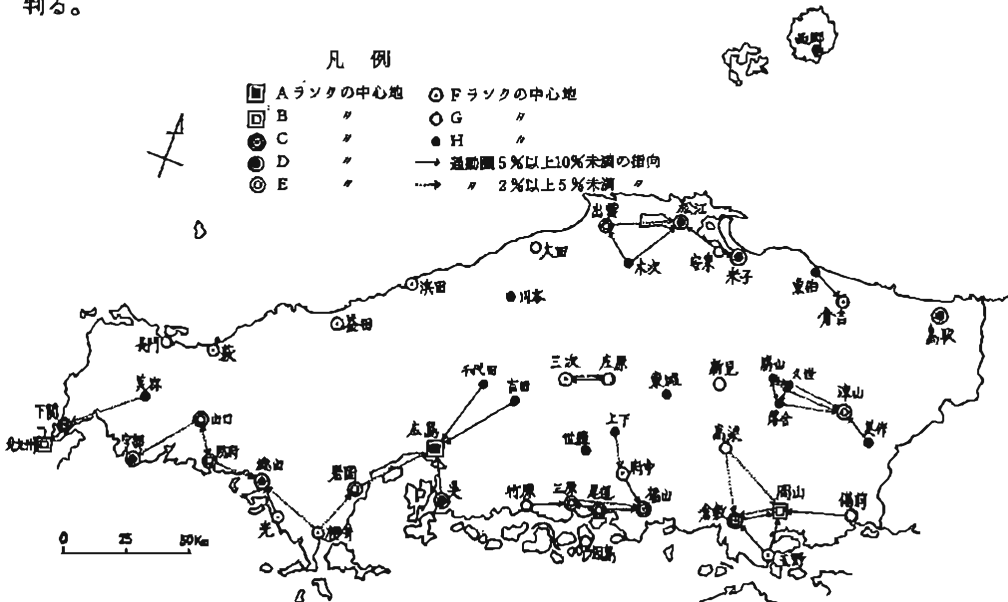 判る。
西郷
凡 例
Aランクの中心地
Fランクの中心地
B 〃
G 〃
C 〃
H 〃
D 〃
→ 通勤圏5%以上10%未満の指向
E 〃
⋯→ 〃 2%以上5%未満 〃
出雲
松江
大田
木次
安来
米子
浜田
川本
東伯
倉吉
益田
鳥取
長門
萩
美祢
千代田
吉田
三次
庄原
東城
新見
勝山
久世
落合
津山
美作
下関
北九州
宇部
山口
防府
徳山
岩国
広島
世羅
上下
府中
高梁
呉
竹原
三原
尾道
福山
倉敷
岡山
備前
光
柳井
因島
玉野
0 25 50Km